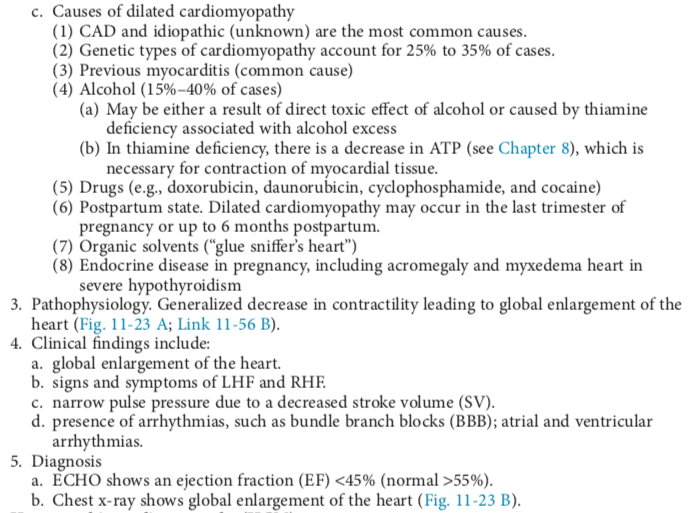 c. Causes of dilated cardiomyopathy
(1) CAD and idiopathic (unknown) are the most common causes.
(2) Genetic types of cardiomyopathy account for 25% to 35% of cases.
(3) Previous myocarditis (common cause)
(4) Alcohol (15%–40% of cases)
(a) May be either a result of direct toxic effect of alcohol or caused by thiamine
deficiency associated with alcohol excess
(b) In thiamine deficiency, there is a decrease in ATP (see Chapter 8), which is
necessary for contraction of myocardial tissue.
(5) Drugs (e.g., doxorubicin, daunorubicin, cyclophosphamide, and cocaine)
(6) Postpartum state. Dilated cardiomyopathy may occur in the last trimester of
pregnancy or up to 6 months postpartum.
(7) Organic solvents (“glue sniffer’s heart”)
(8) Endocrine disease in pregnancy, including acromegaly and myxedema heart in
severe hypothyroidism
3. Pathophysiology. Generalized decrease in contractility leading to global enlargement of the
heart (Fig. 11-23 A; Link 11-56 B).
4. Clinical findings include:
a. global enlargement of the heart.
b. signs and symptoms of LHF and RHF.
c. narrow pulse pressure due to a decreased stroke volume (SV).
d. presence of arrhythmias, such as bundle branch blocks (BBB); atrial and ventricular
arrhythmias.
5. Diagnosis
a. ECHO shows an ejection fraction (EF) <45% (normal >55%).
b. Chest x-ray shows global enlargement of the heart (Fig. 11-23 B).